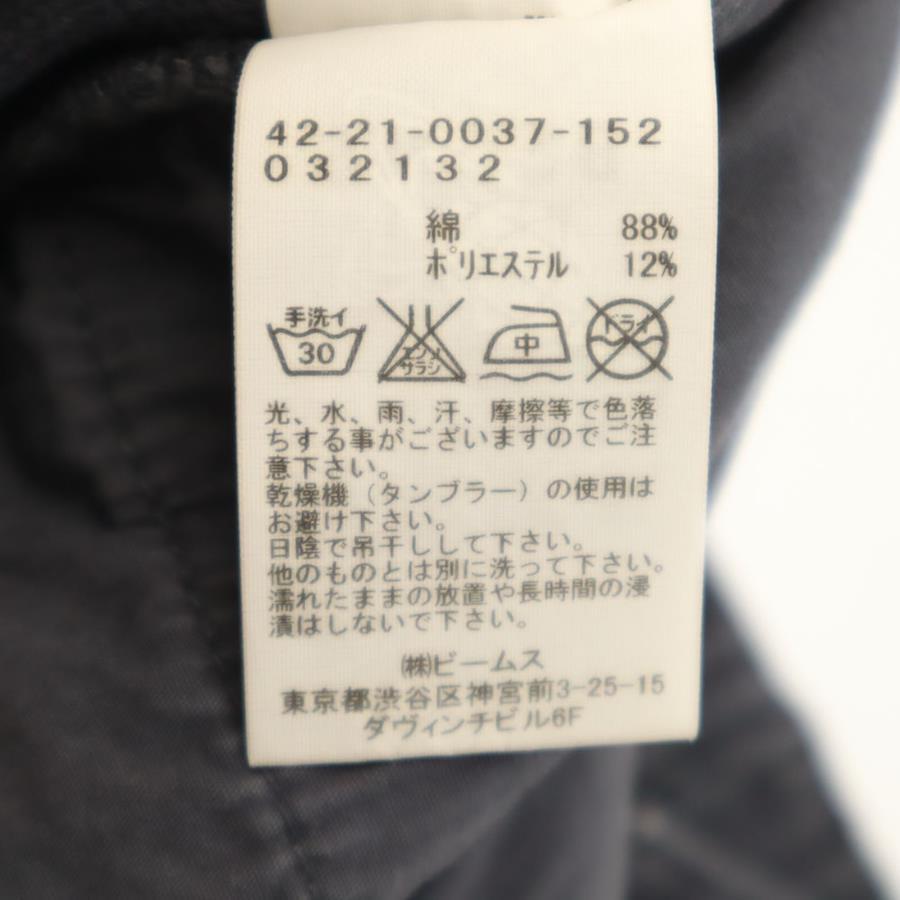 42-21-0037-152
032132
綿 88%
ポリエステル 12%
手洗イ
30
エンソ
サラシ
中
ドライ
光、水、雨、汗、摩擦等で色落
ちする事がございますのでご注
意下さい。
乾燥機（タンブラー）の使用は
お避け下さい。
日陰で吊干しして下さい。
他のものとは別に洗って下さい。
濡れたままの放置や長時間の浸
漬はしないで下さい。
㈱ビームス
東京都渋谷区神宮前3-25-15
ダヴィンチビル6F